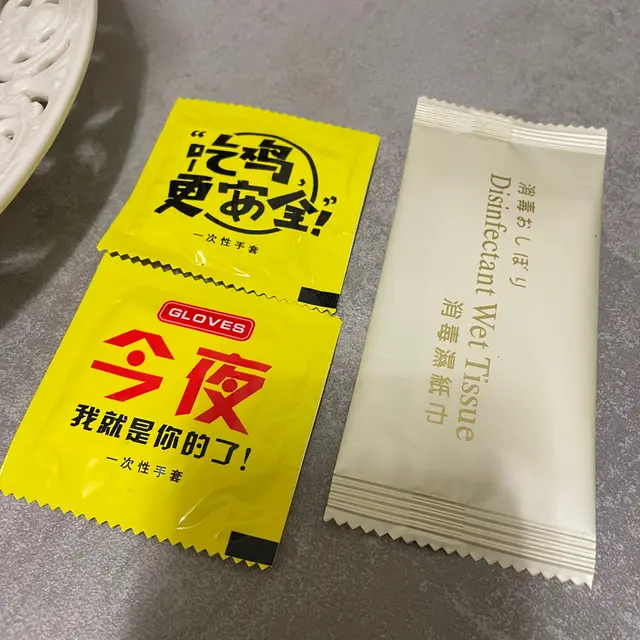 “吃鸡，
更安全!”
一次性手套
GLOVES
今夜
我就是你的了!
一次性手套
消毒おしぼり
Disinfectant Wet Tissue
消毒濕紙巾